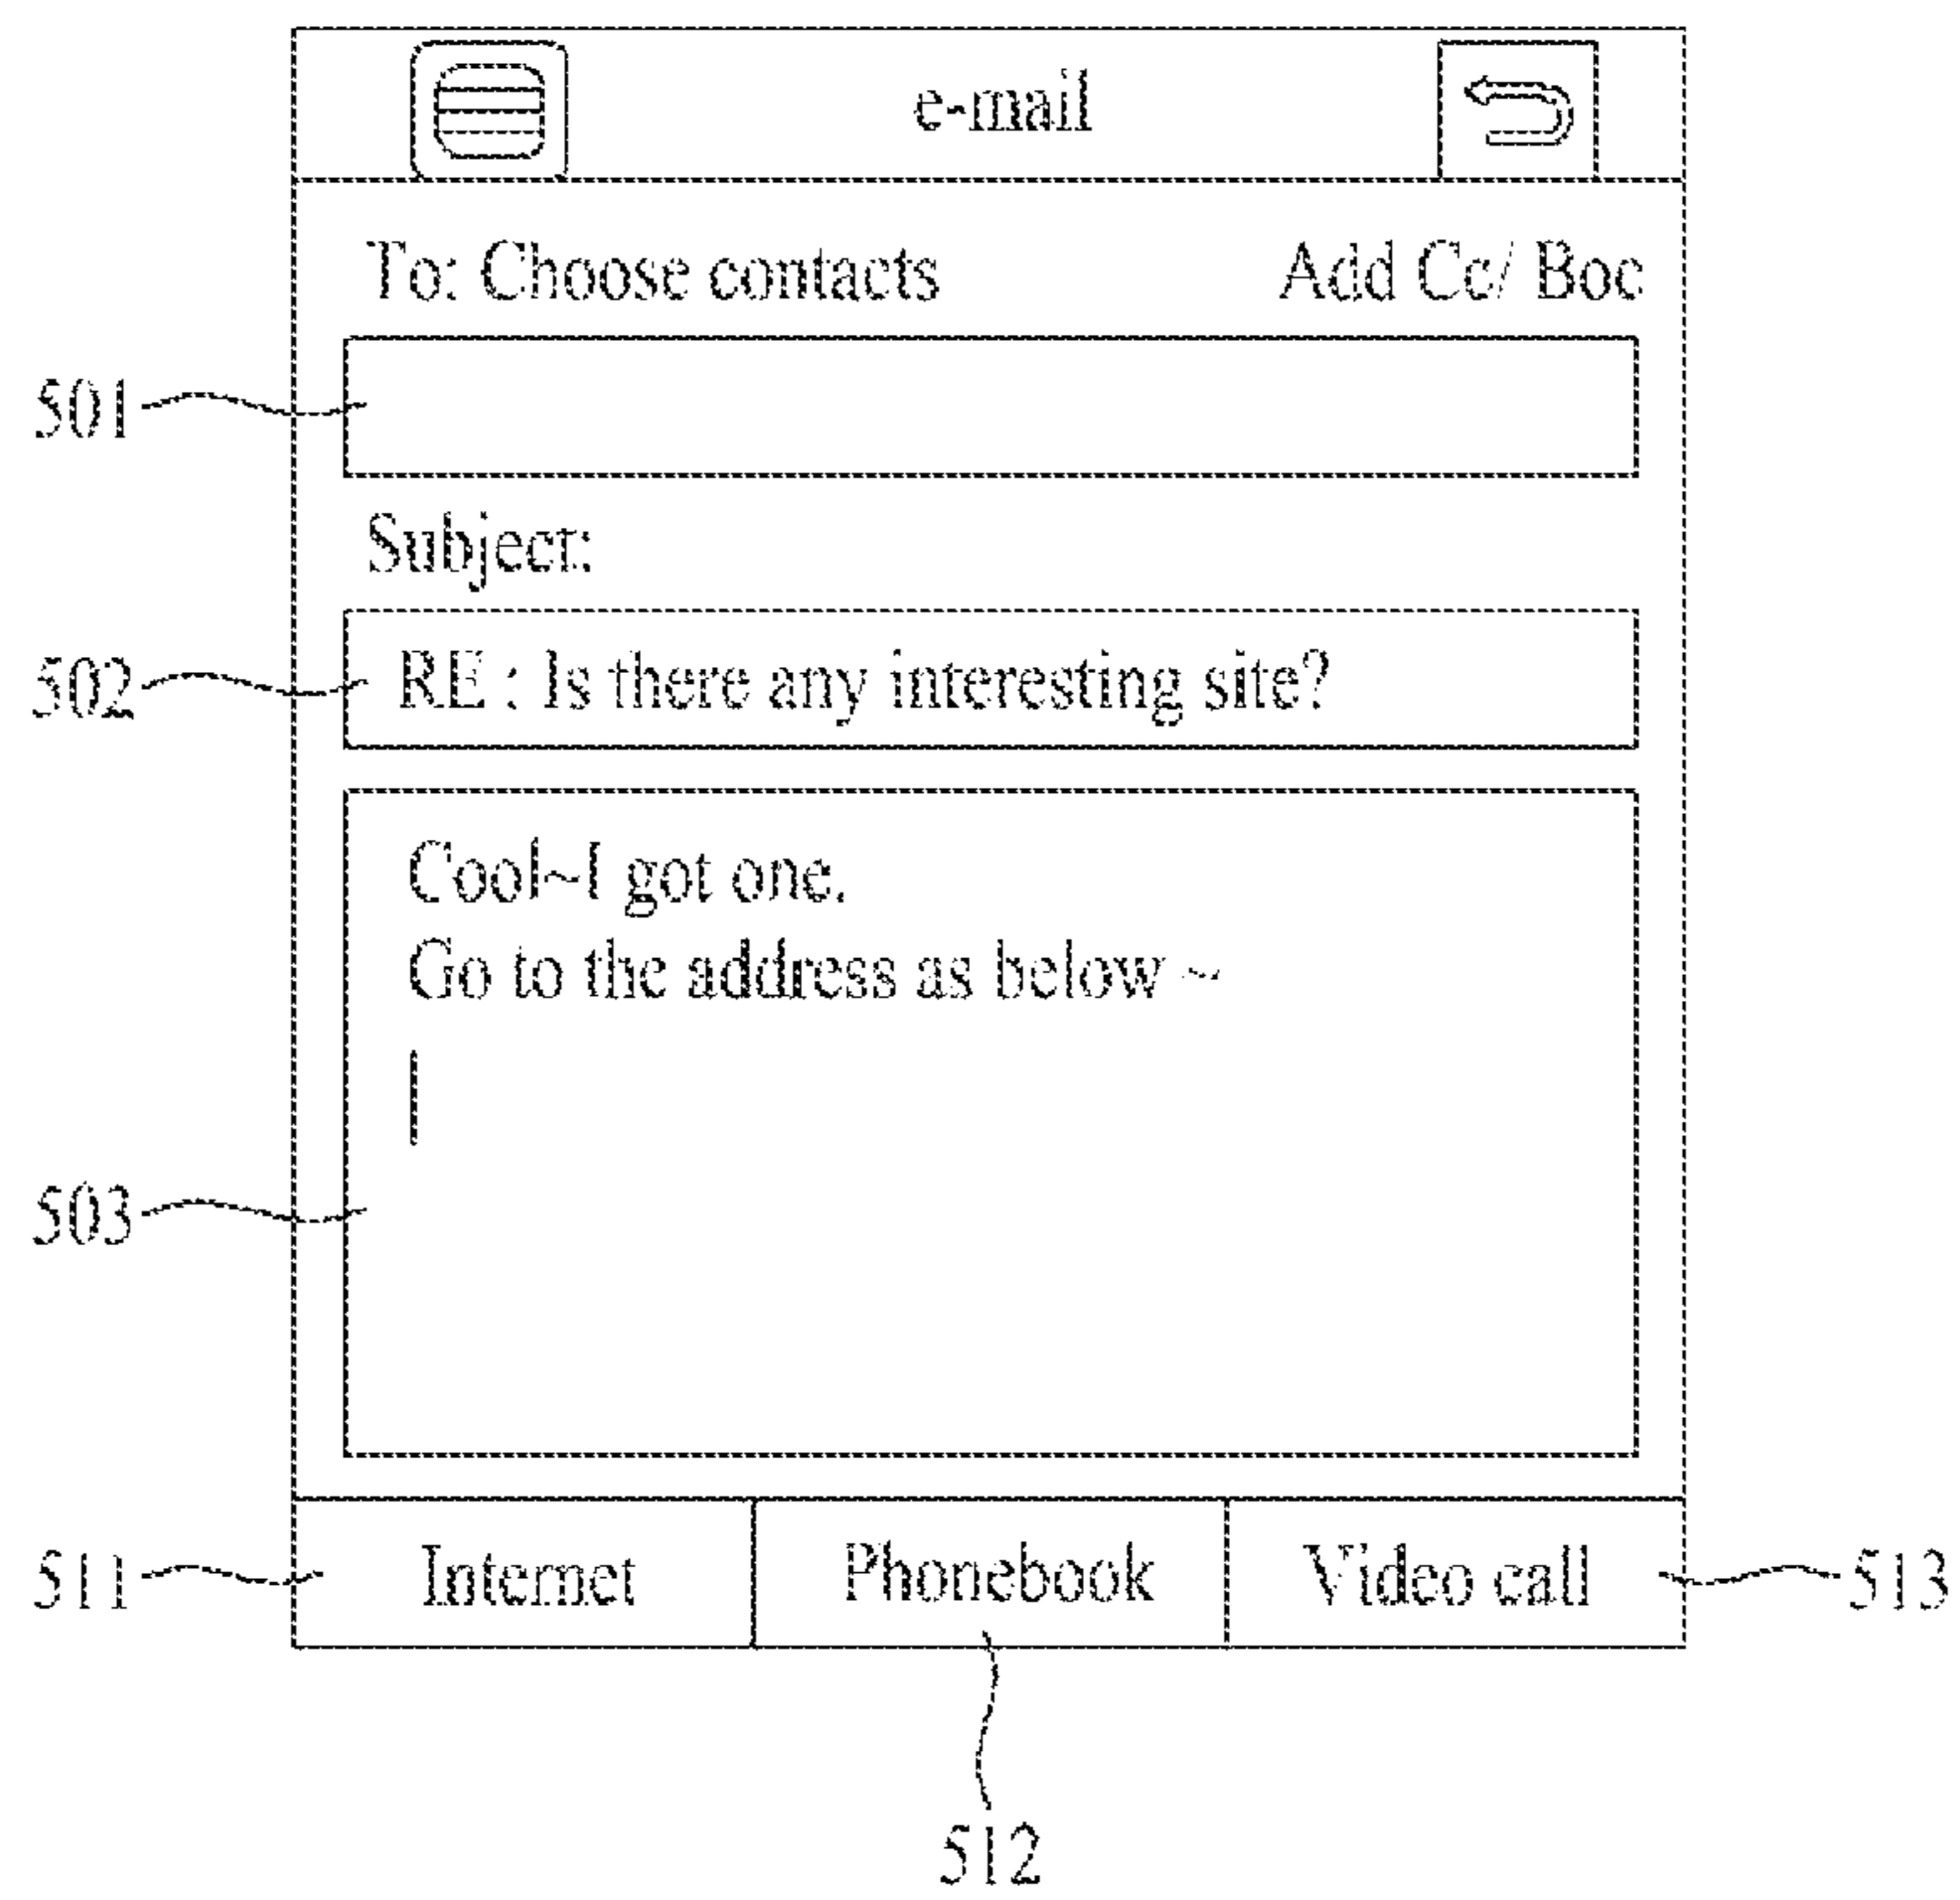 e-mail
To: Choose contacts Add Cc/ Boc
501
Subject:
502 RE : Is there any interesting site?
Cool~I got one.
Go to the address as below ~
503
511 Internet Phonebook Video call 513
512